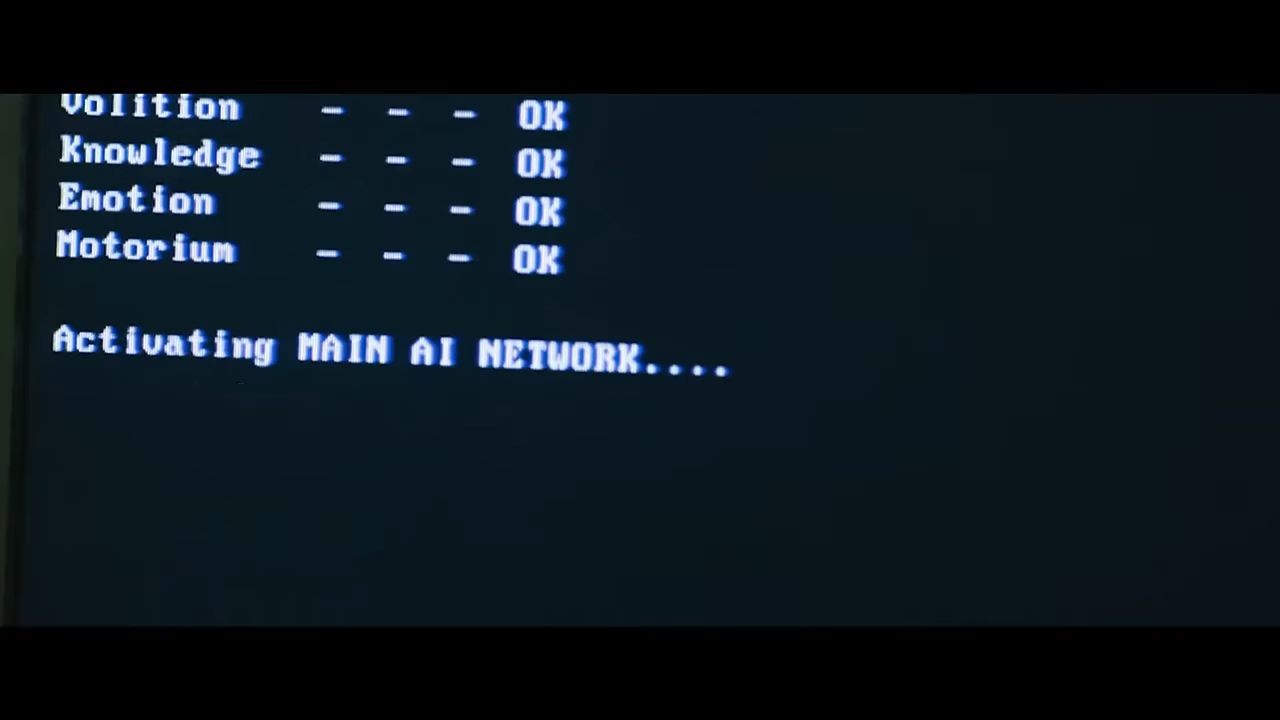 Volition - - - OK
Knowledge - - - OK
Emotion - - - OK
Motorium - - - OK
Activating MAIN AI NETWORK....